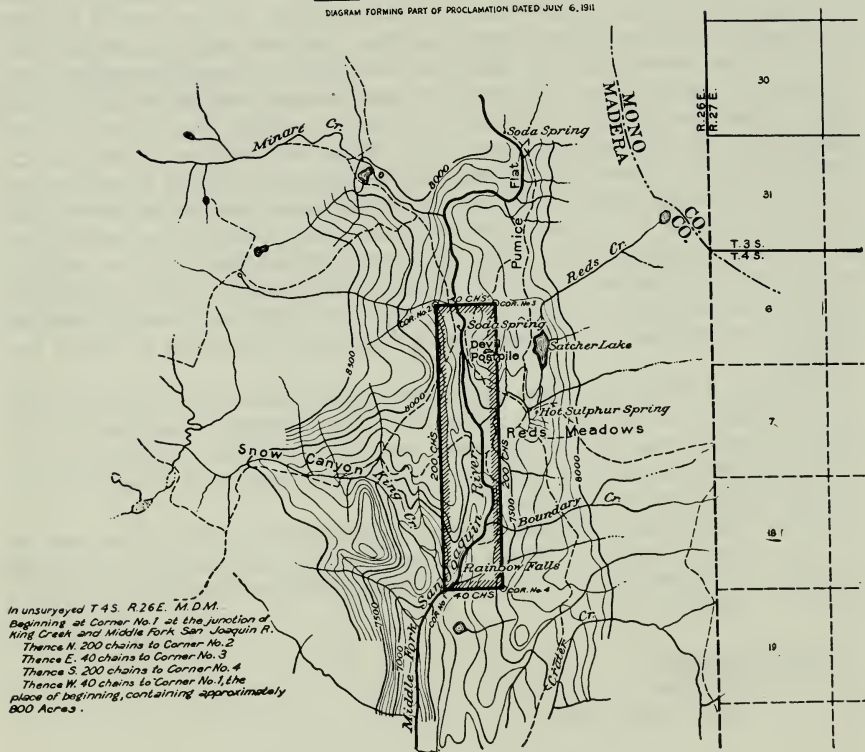 DIAGRAM FORMING PART OF PROCLAMATION DATED JULY 6, 1911
30
R.26E.
R.27 E.
MONO
MADERA
CO.
CO.
31
T.3 S.
T.4 S.
6
7
18
19
Minart Cr.
8000
Soda Spring
Pumice Flat
Reds Cr.
COR. No 2
40 CHS
COR. No 3
Soda Spring
Devil Postpile
Satcher Lake
8500
8000
Hot Sulphur Spring
Reds Meadows
200 CHS
200 CHS
Snow Canyon
King Cr.
7500
8000
Boundary Cr.
Rainbow Falls
COR. No 1
40 CHS
COR. No 4
Middle Fork San Joaquin River
7500
7000
Crater Cr.
In unsurveyed T 4 S. R.26 E. M.D.M.
Beginning at Corner No.1 at the junction of
King Creek and Middle Fork San Joaquin R.
Thence N. 200 chains to Corner No.2
Thence E. 40 chains to Corner No. 3
Thence S. 200 chains to Corner No. 4
Thence W. 40 chains to Corner No.1, the
place of beginning, containing approximately
800 Acres.